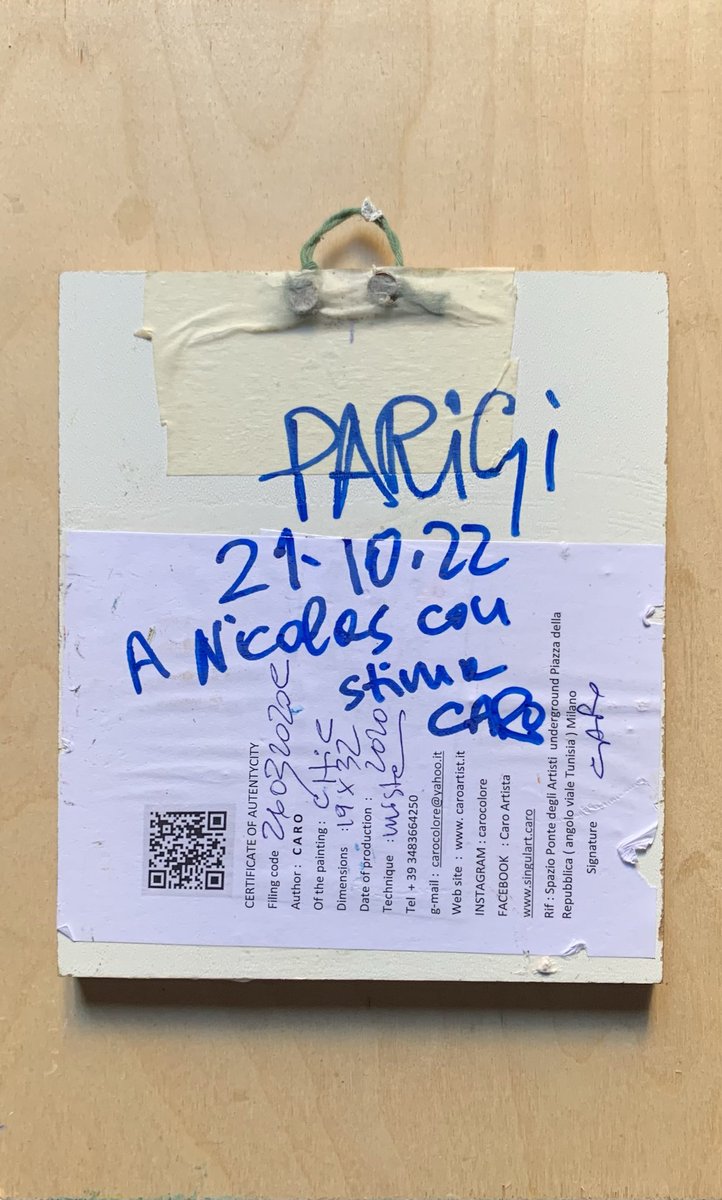 PARiGi
21-10.22
A Nicolas con
stima
CARO
CERTIFICATE OF AUTENTYCITY
Filing code 26032020C
Author : CARO
Of the painting :
Dimensions : 19 x 32
Date of production : 2020
Technique : miste
Tel + 39 3483664250
g-mail : carocolore@yahoo.it
Web site : www. caroartist.it
INSTAGRAM : carocolore
FACEBOOK : Caro Artista
www.singulart.caro
Rif : Spazio Ponte degli Artisti underground Piazza della
Repubblica ( angolo viale Tunisia ) Milano
Signature CARO